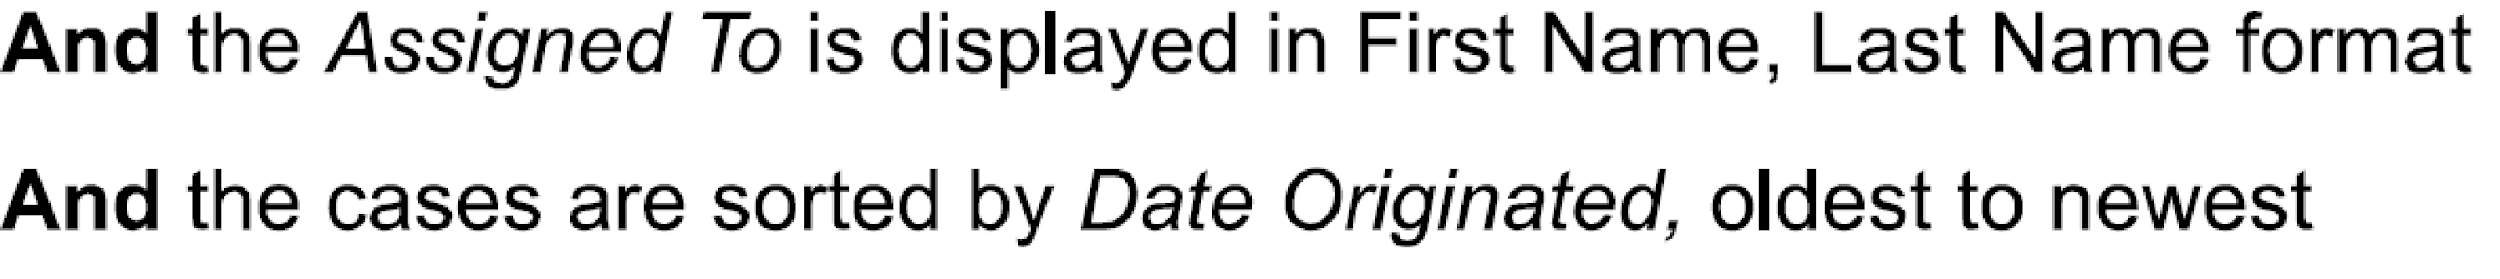 And the Assigned To is displayed in First Name, Last Name format
And the cases are sorted by Date Originated, oldest to newest